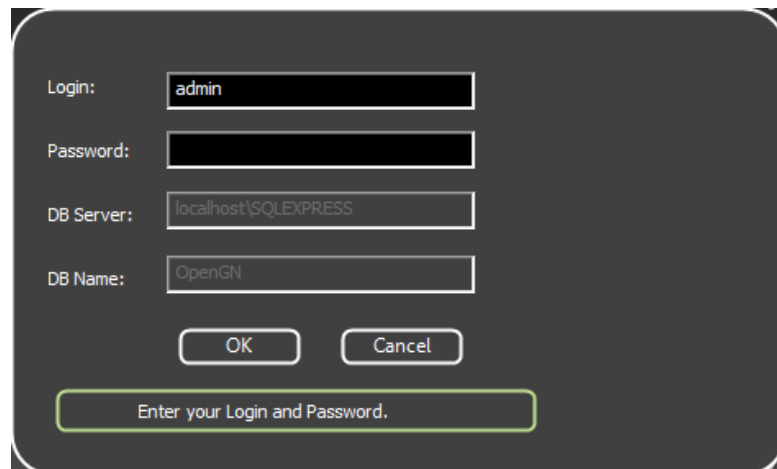 Login: admin
Password:
DB Server: localhost\SQLEXPRESS
DB Name: OpenGN
OK Cancel
Enter your Login and Password.